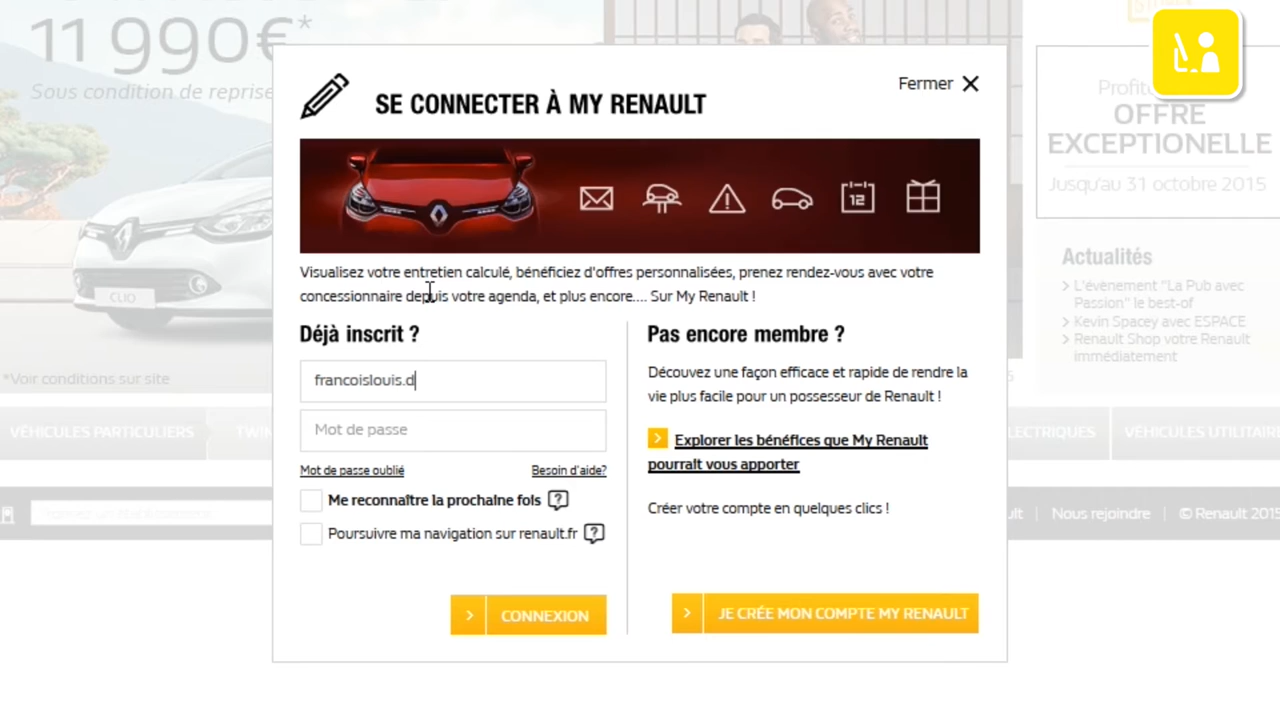 11 990€*
Sous condition de reprise
CLIO
*Voir conditions sur site
SE CONNECTER À MY RENAULT
Fermer
12
Visualisez votre entretien calculé, bénéficiez d'offres personnalisées, prenez rendez-vous avec votre
concessionnaire depuis votre agenda, et plus encore.... Sur My Renault !
Déjà inscrit ?
francoislouis.d
Mot de passe
Mot de passe oublié
Besoin d'aide?
Me reconnaître la prochaine fois ?
Poursuivre ma navigation sur renault.fr ?
> CONNEXION
Pas encore membre ?
Découvez une façon efficace et rapide de rendre la
vie plus facile pour un possesseur de Renault !
> Explorer les bénéfices que My Renault
pourrait vous apporter
Créer votre compte en quelques clics !
> JE CRÉE MON COMPTE MY RENAULT
OFFRE
EXCEPTIONELLE
Jusqu'au 31 octobre 2015
Actualités
> L'évenement "La Pub avec
Passion" le best-of
> Kevin Spacey avec ESPACE
> Renault Shop votre Renault
immédiatement
VÉHICULES PARTICULIERS
Nous rejoindre | © Renault 2015